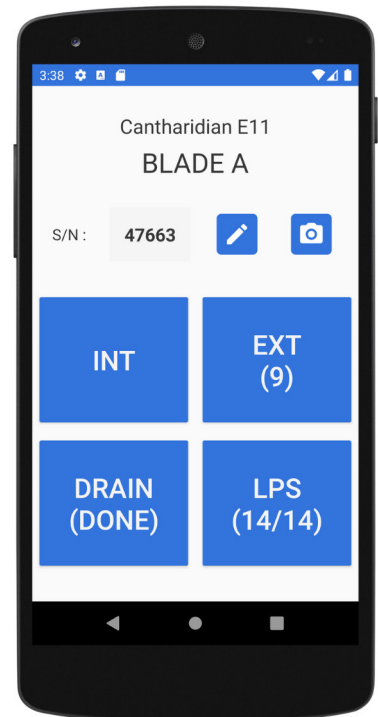 3:38
Cantharidian E11
BLADE A
S/N : 47663
INT
EXT
(9)
DRAIN
(DONE)
LPS
(14/14)